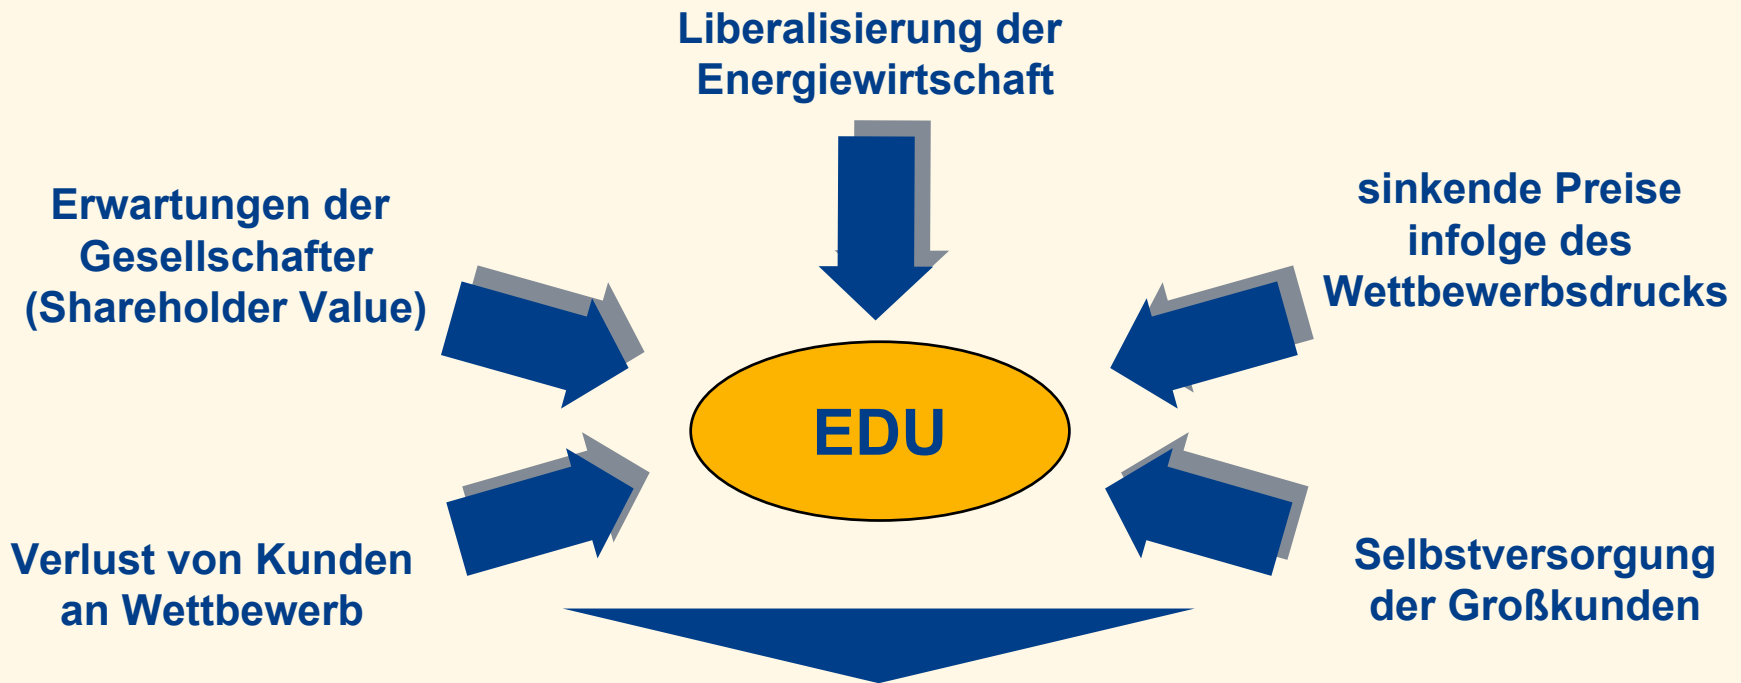 Liberalisierung der
Energiewirtschaft
Erwartungen der
Gesellschafter
(Shareholder Value)
sinkende Preise
infolge des
Wettbewerbsdrucks
EDU
Verlust von Kunden
an Wettbewerb
Selbstversorgung
der Großkunden